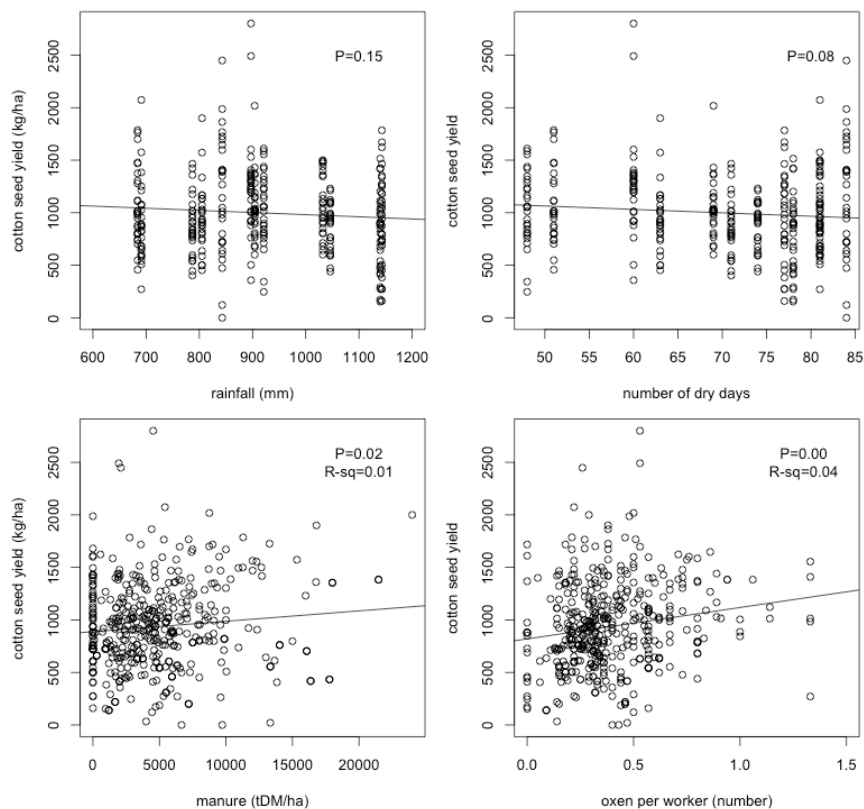 P=0.15
cotton seed yield (kg/ha)
0 500 1000 1500 2000 2500
600 700 800 900 1000 1100 1200
rainfall (mm)
P=0.08
cotton seed yield
0 500 1000 1500 2000 2500
50 55 60 65 70 75 80 85
number of dry days
P=0.02
R-sq=0.01
cotton seed yield (kg/ha)
0 500 1000 1500 2000 2500
0 5000 10000 15000 20000
manure (tDM/ha)
P=0.00
R-sq=0.04
cotton seed yield
0 500 1000 1500 2000 2500
0.0 0.5 1.0 1.5
oxen per worker (number)